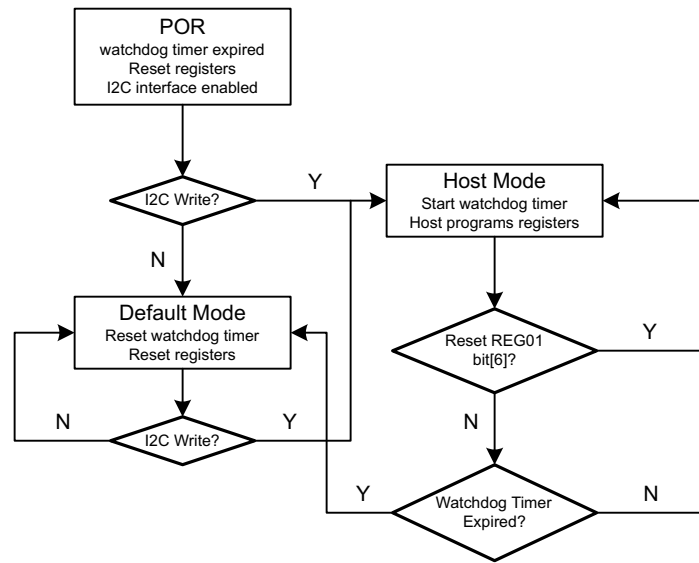 POR
watchdog timer expired
Reset registers
I2C interface enabled
I2C Write?
Y
N
Host Mode
Start watchdog timer
Host programs registers
Default Mode
Reset watchdog timer
Reset registers
Reset REG01
bit[6]?
Y
N
I2C Write?
N
Y
Watchdog Timer
Expired?
Y
N